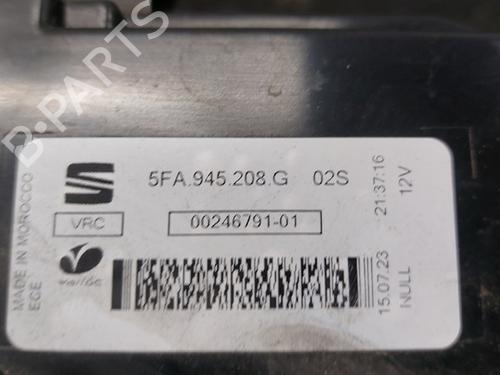 B-PARTS
MADE IN MOROCCO
EGE
5FA.945.208.G 02S
VRC
00246791-01
15.07.23 21:37:16
NULL 12V